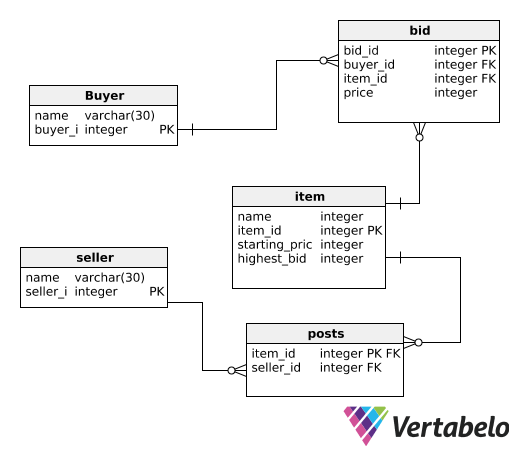 bid
bid_id integer PK
buyer_id integer FK
item_id integer FK
price integer
Buyer
name varchar(30)
buyer_i integer PK
item
name integer
item_id integer PK
starting_pric integer
highest_bid integer
seller
name varchar(30)
seller_i integer PK
posts
item_id integer PK FK
seller_id integer FK
Vertabelo